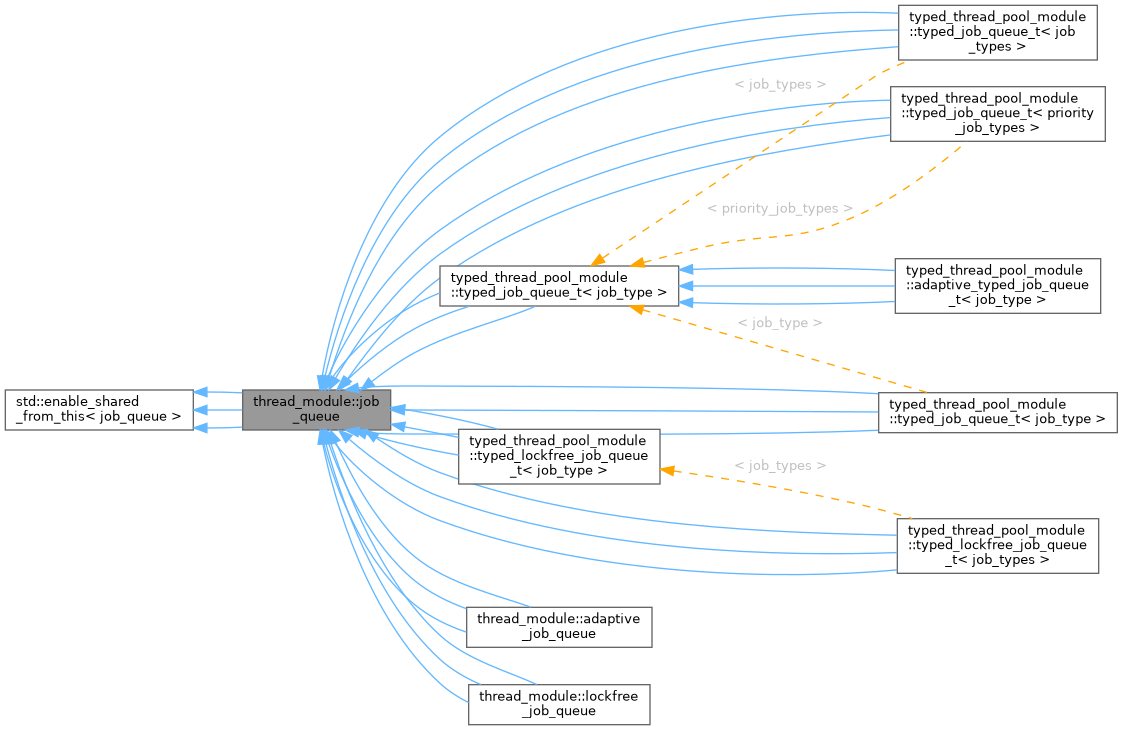 typed_thread_pool_module
::typed_job_queue_t< job
_types >
< job_types >
typed_thread_pool_module
::typed_job_queue_t< priority
_job_types >
< priority_job_types >
typed_thread_pool_module
::typed_job_queue_t< job_type >
typed_thread_pool_module
::adaptive_typed_job_queue
_t< job_type >
< job_type >
std::enable_shared
_from_this< job_queue >
thread_module::job
_queue
typed_thread_pool_module
::typed_job_queue_t< job_type >
typed_thread_pool_module
::typed_lockfree_job_queue
_t< job_type >
< job_types >
typed_thread_pool_module
::typed_lockfree_job_queue
_t< job_types >
thread_module::adaptive
_job_queue
thread_module::lockfree
_job_queue